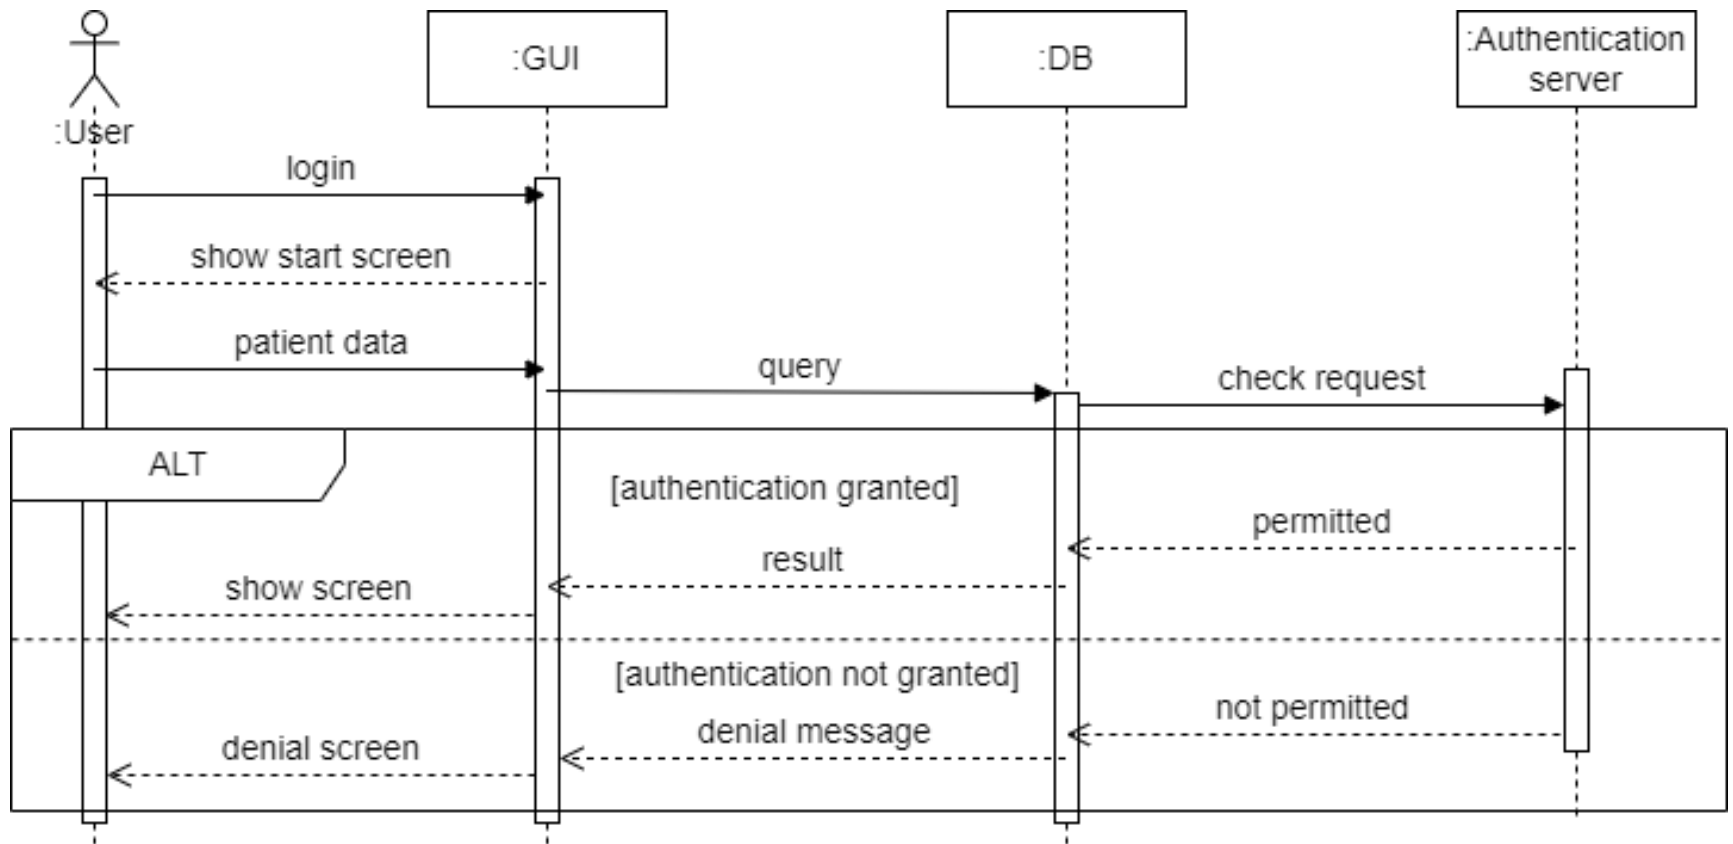 :User
:GUI
:DB
:Authentication
server
login
show start screen
patient data
query
check request
ALT
[authentication granted]
permitted
result
show screen
[authentication not granted]
not permitted
denial message
denial screen